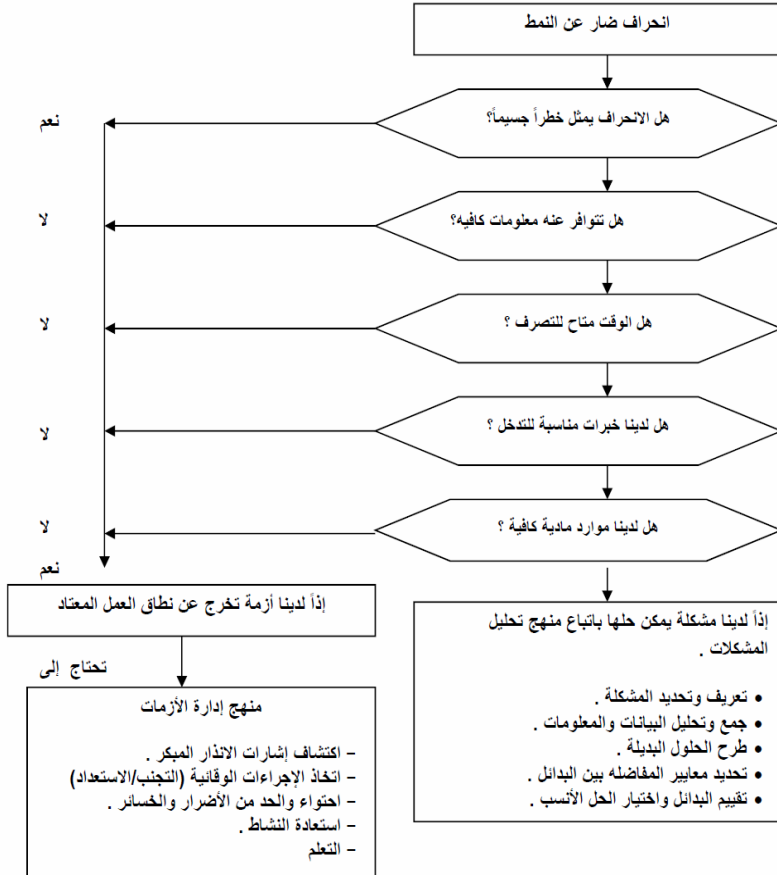 انحراف ضار عن النمط
هل الانحراف يمثل خطراً جسيماً؟
نعم
هل تتوافر عنه معلومات كافيه؟
لا
هل الوقت متاح للتصرف ؟
لا
هل لدينا خبرات مناسبة للتدخل ؟
لا
هل لدينا موارد مادية كافية ؟
لا
نعم
إذاً لدينا مشكلة يمكن حلها باتباع منهج تحليل
المشكلات .
• تعريف وتحديد المشكلة .
• جمع وتحليل البيانات والمعلومات .
• طرح الحلول البديلة .
• تحديد معايير المفاضله بين البدائل .
• تقييم البدائل واختيار الحل الأنسب .
إذاً لدينا أزمة تخرج عن نطاق العمل المعتاد
تحتاج إلى
منهج إدارة الأزمات
– اكتشاف إشارات الانذار المبكر .
– اتخاذ الإجراءات الوقائية (التجنب/الاستعداد)
– احتواء والحد من الأضرار والخسائر .
– استعادة النشاط .
– التعلم